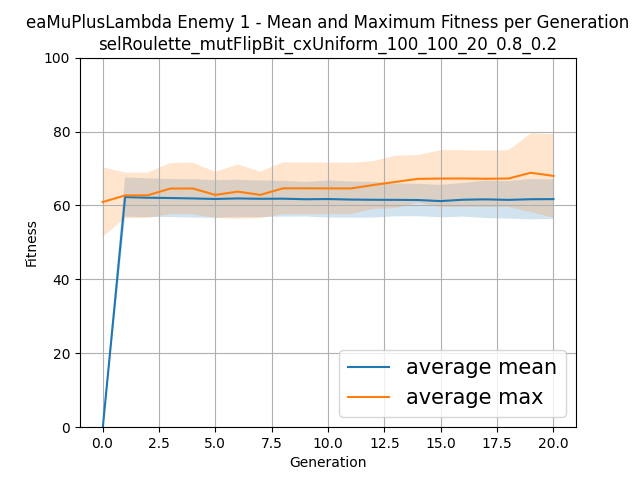 eaMuPlusLambda Enemy 1 - Mean and Maximum Fitness per Generation
selRoulette_mutFlipBit_cxUniform_100_100_20_0.8_0.2
100
80
60
40
20
0
Fitness
average mean
average max
0.0 2.5 5.0 7.5 10.0 12.5 15.0 17.5 20.0
Generation